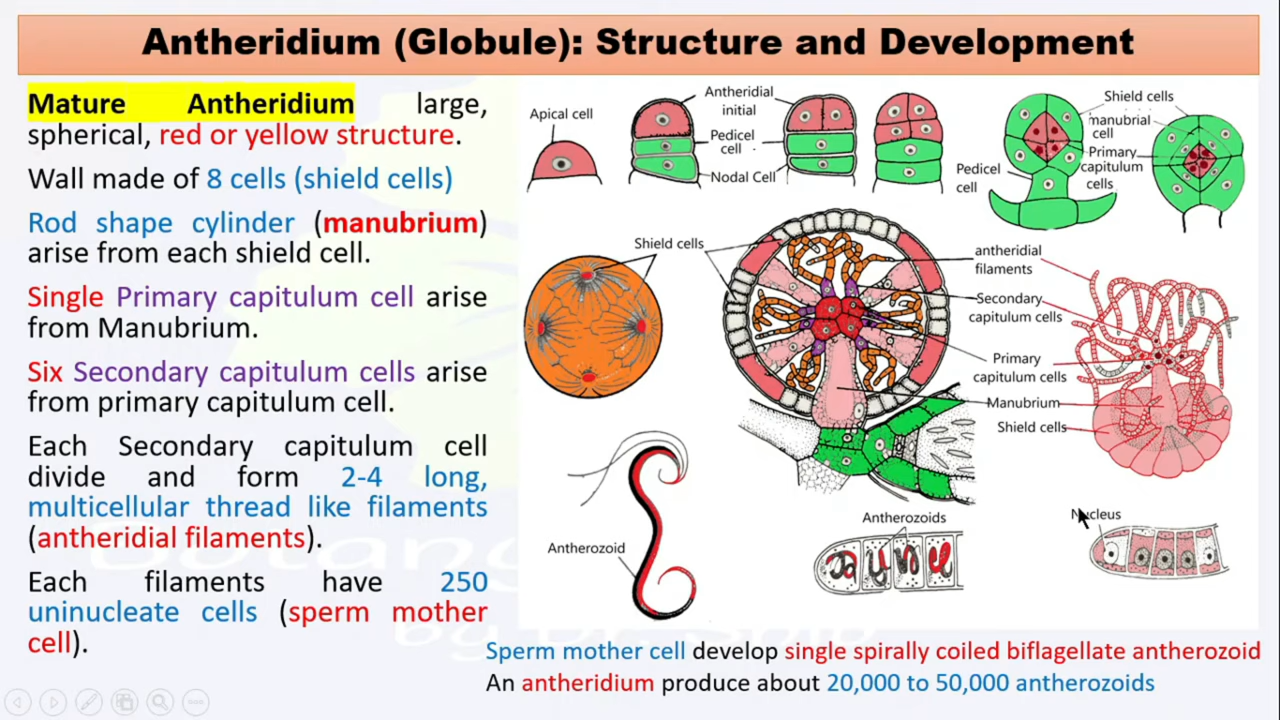 Antheridium (Globule): Structure and Development
Mature Antheridium large,
spherical, red or yellow structure.
Wall made of 8 cells (shield cells)
Rod shape cylinder (manubrium)
arise from each shield cell.
Single Primary capitulum cell arise
from Manubrium.
Six Secondary capitulum cells arise
from primary capitulum cell.
Each Secondary capitulum cell
divide and form 2-4 long,
multicellular thread like filaments
(antheridial filaments).
Each filaments have 250
uninucleate cells (sperm mother
cell).
Apical cell
Antheridial
initial
Pedicel
cell
Nodal Cell
Shield cells
manubrial
cell
Primary
capitulum
cells
Pedicel
cell
Shield cells
antheridial
filaments
Secondary
capitulum cells
Primary
capitulum cells
Manubrium
Shield cells
Antherozoid
Antherozoids
Nucleus
Sperm mother cell develop single spirally coiled biflagellate antherozoid
An antheridium produce about 20,000 to 50,000 antherozoids